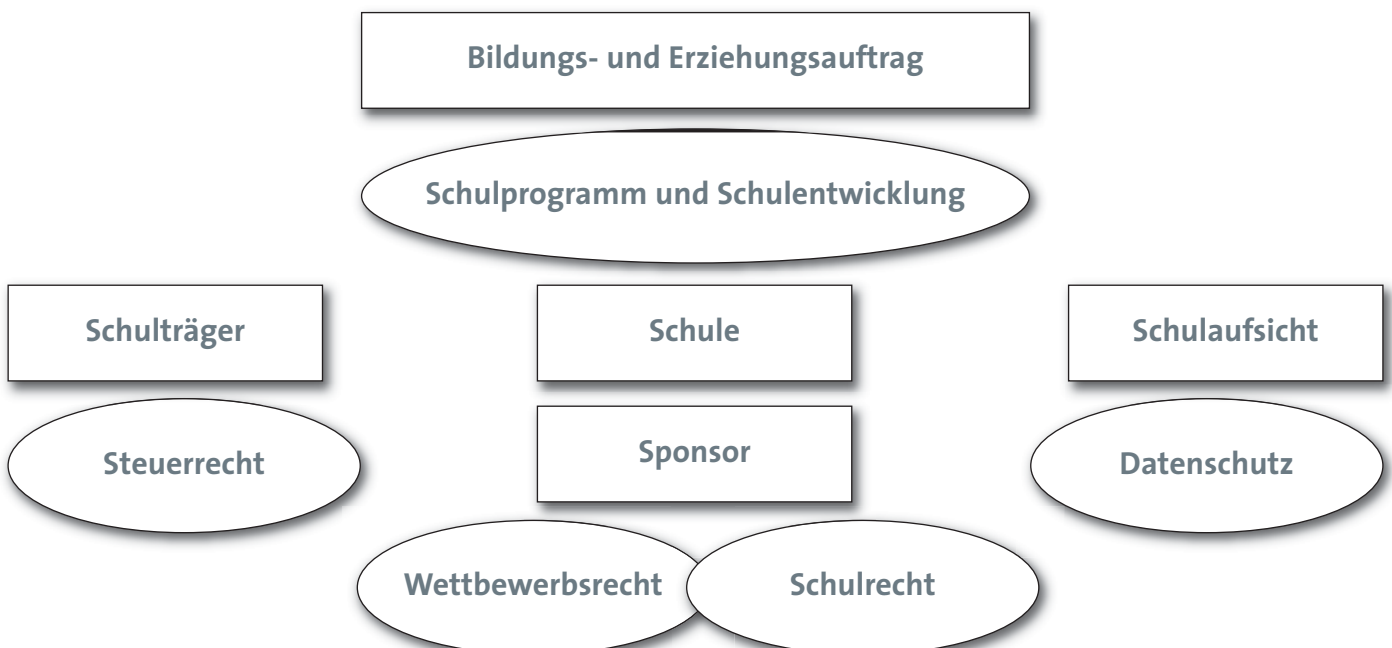 Bildungs- und Erziehungsauftrag
Schulprogramm und Schulentwicklung
Schulträger
Schule
Schulaufsicht
Steuerrecht
Sponsor
Datenschutz
Wettbewerbsrecht
Schulrecht